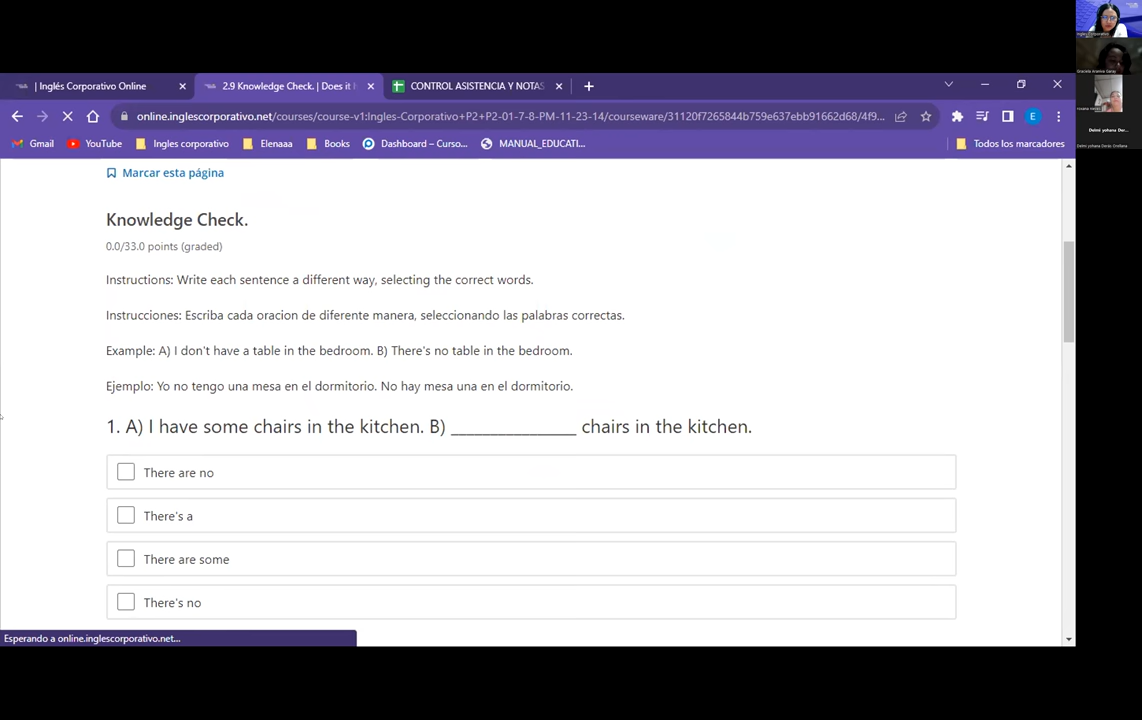 | Inglés Corporativo Online
2.9 Knowledge Check. | Does it
CONTROL ASISTENCIA Y NOTAS
online.inglescorporativo.net/courses/course-v1:Ingles-Corporativo+P2+P2-01-7-8-PM-11-23-14/courseware/31120f7265844b759e637ebb91662d68/4f9...
E
Gmail
YouTube
Ingles corporativo
Elenaaa
Books
Dashboard – Curso...
MANUAL_EDUCATI...
Todos los marcadores
Marcar esta página
Knowledge Check.
0.0/33.0 points (graded)
Instructions: Write each sentence a different way, selecting the correct words.
Instrucciones: Escriba cada oracion de diferente manera, seleccionando las palabras correctas.
Example: A) I don't have a table in the bedroom. B) There's no table in the bedroom.
Ejemplo: Yo no tengo una mesa en el dormitorio. No hay mesa una en el dormitorio.
1. A) I have some chairs in the kitchen. B) ________________ chairs in the kitchen.
There are no
There's a
There are some
There's no
Esperando a online.inglescorporativo.net...
Delmi yohana Der...